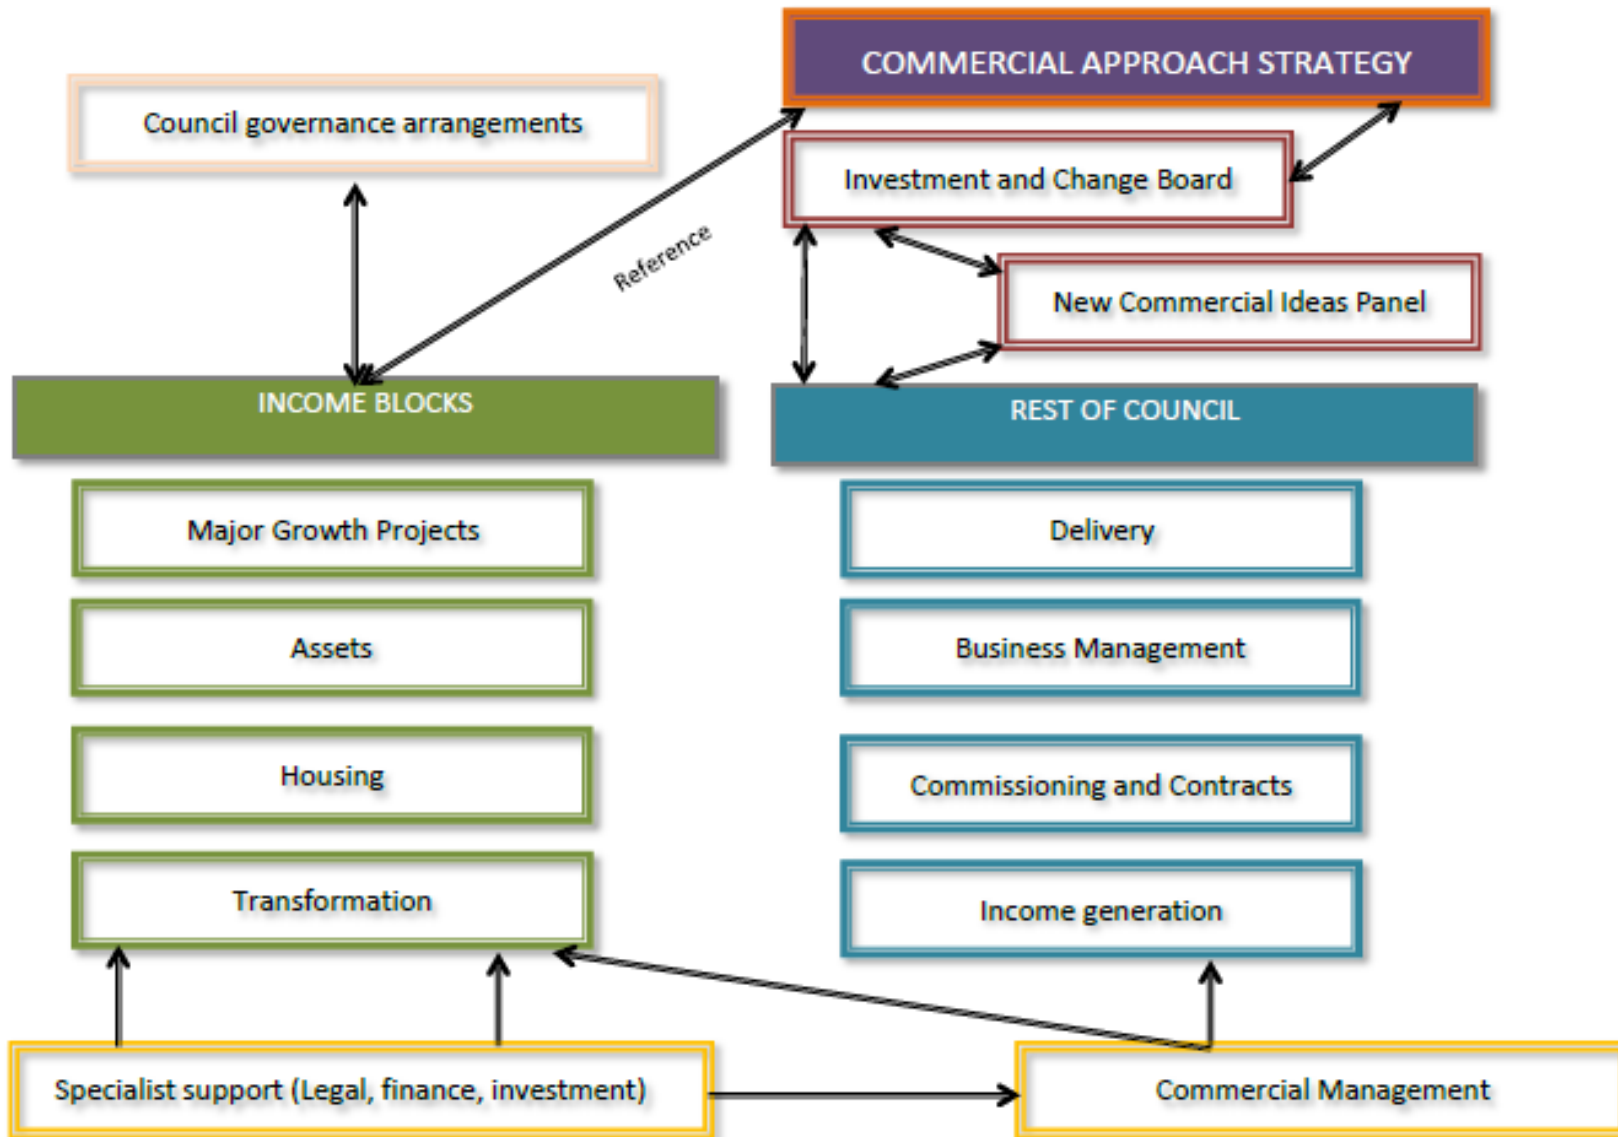 COMMERCIAL APPROACH STRATEGY
Council governance arrangements
Investment and Change Board
Reference
New Commercial Ideas Panel
INCOME BLOCKS
REST OF COUNCIL
Major Growth Projects
Delivery
Assets
Business Management
Housing
Commissioning and Contracts
Transformation
Income generation
Specialist support (Legal, finance, investment)
Commercial Management